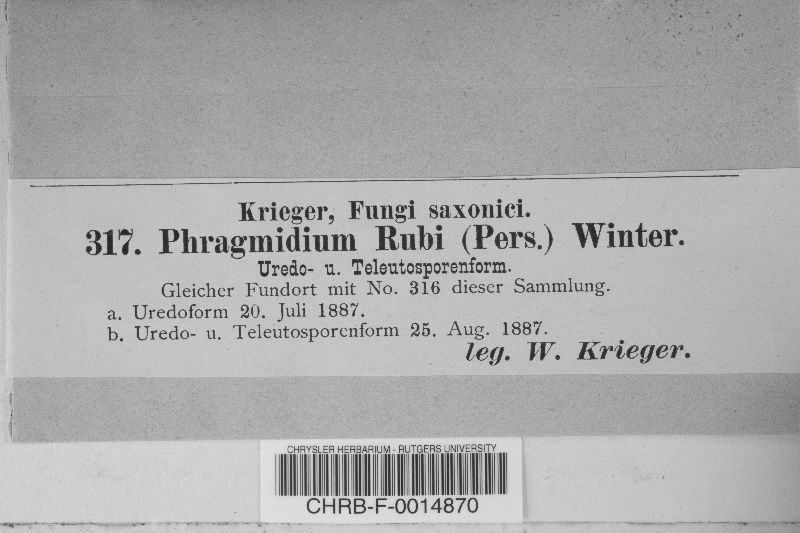 Krieger, Fungi saxonici.
317. Phragmidium Rubi (Pers.) Winter.
Uredo- u. Teleutosporenform.
Gleicher Fundort mit No. 316 dieser Sammlung.
a. Uredoform 20. Juli 1887.
b. Uredo- u. Teleutosporenform 25. Aug. 1887.
leg. W. Krieger.
CHRYSLER HERBARIUM - RUTGERS UNIVERSITY
CHRB-F-0014870